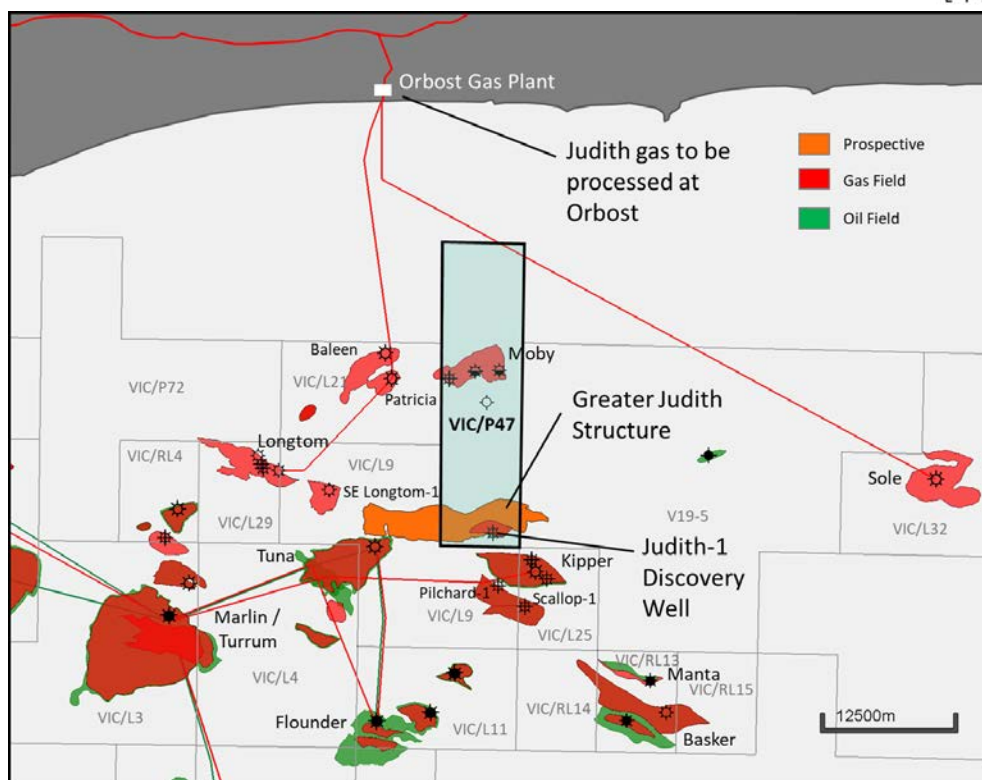 Orbost Gas Plant
Judith gas to be
processed at
Orbost
Prospective
Gas Field
Oil Field
Baleen
Moby
VIC/P72
VIC/L21
Patricia
VIC/P47
Greater Judith
Structure
Longtom
VIC/RL4
VIC/L9
SE Longtom-1
Sole
VIC/L29
V19-5
VIC/L32
Tuna
Kipper
Judith-1
Discovery
Well
Pilchard-1
Scallop-1
VIC/L9
Marlin /
Turrum
VIC/L25
VIC/L4
VIC/RL13
Manta
VIC/RL15
VIC/L3
Flounder
VIC/L11
VIC/RL14
Basker
12500m